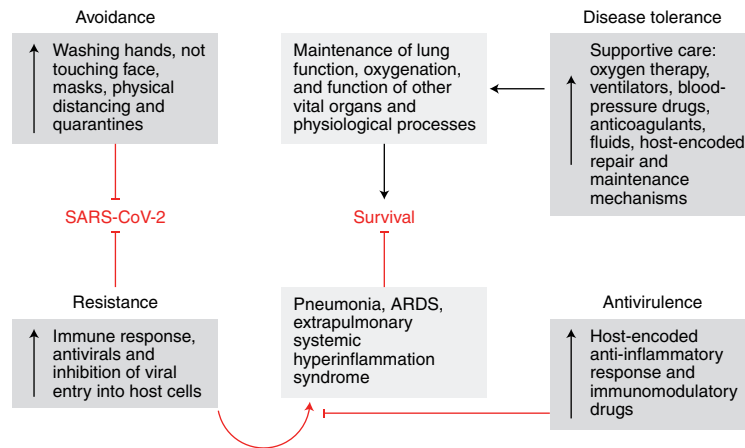 Avoidance
Washing hands, not
touching face,
masks, physical
distancing and
quarantines
Maintenance of lung
function, oxygenation,
and function of other
vital organs and
physiological processes
Disease tolerance
Supportive care:
oxygen therapy,
ventilators, blood-
pressure drugs,
anticoagulants,
fluids, host-encoded
repair and
maintenance
mechanisms
SARS-CoV-2
Survival
Resistance
Immune response,
antivirals and
inhibition of viral
entry into host cells
Pneumonia, ARDS,
extrapulmonary
systemic
hyperinflammation
syndrome
Antivirulence
Host-encoded
anti-inflammatory
response and
immunomodulatory
drugs